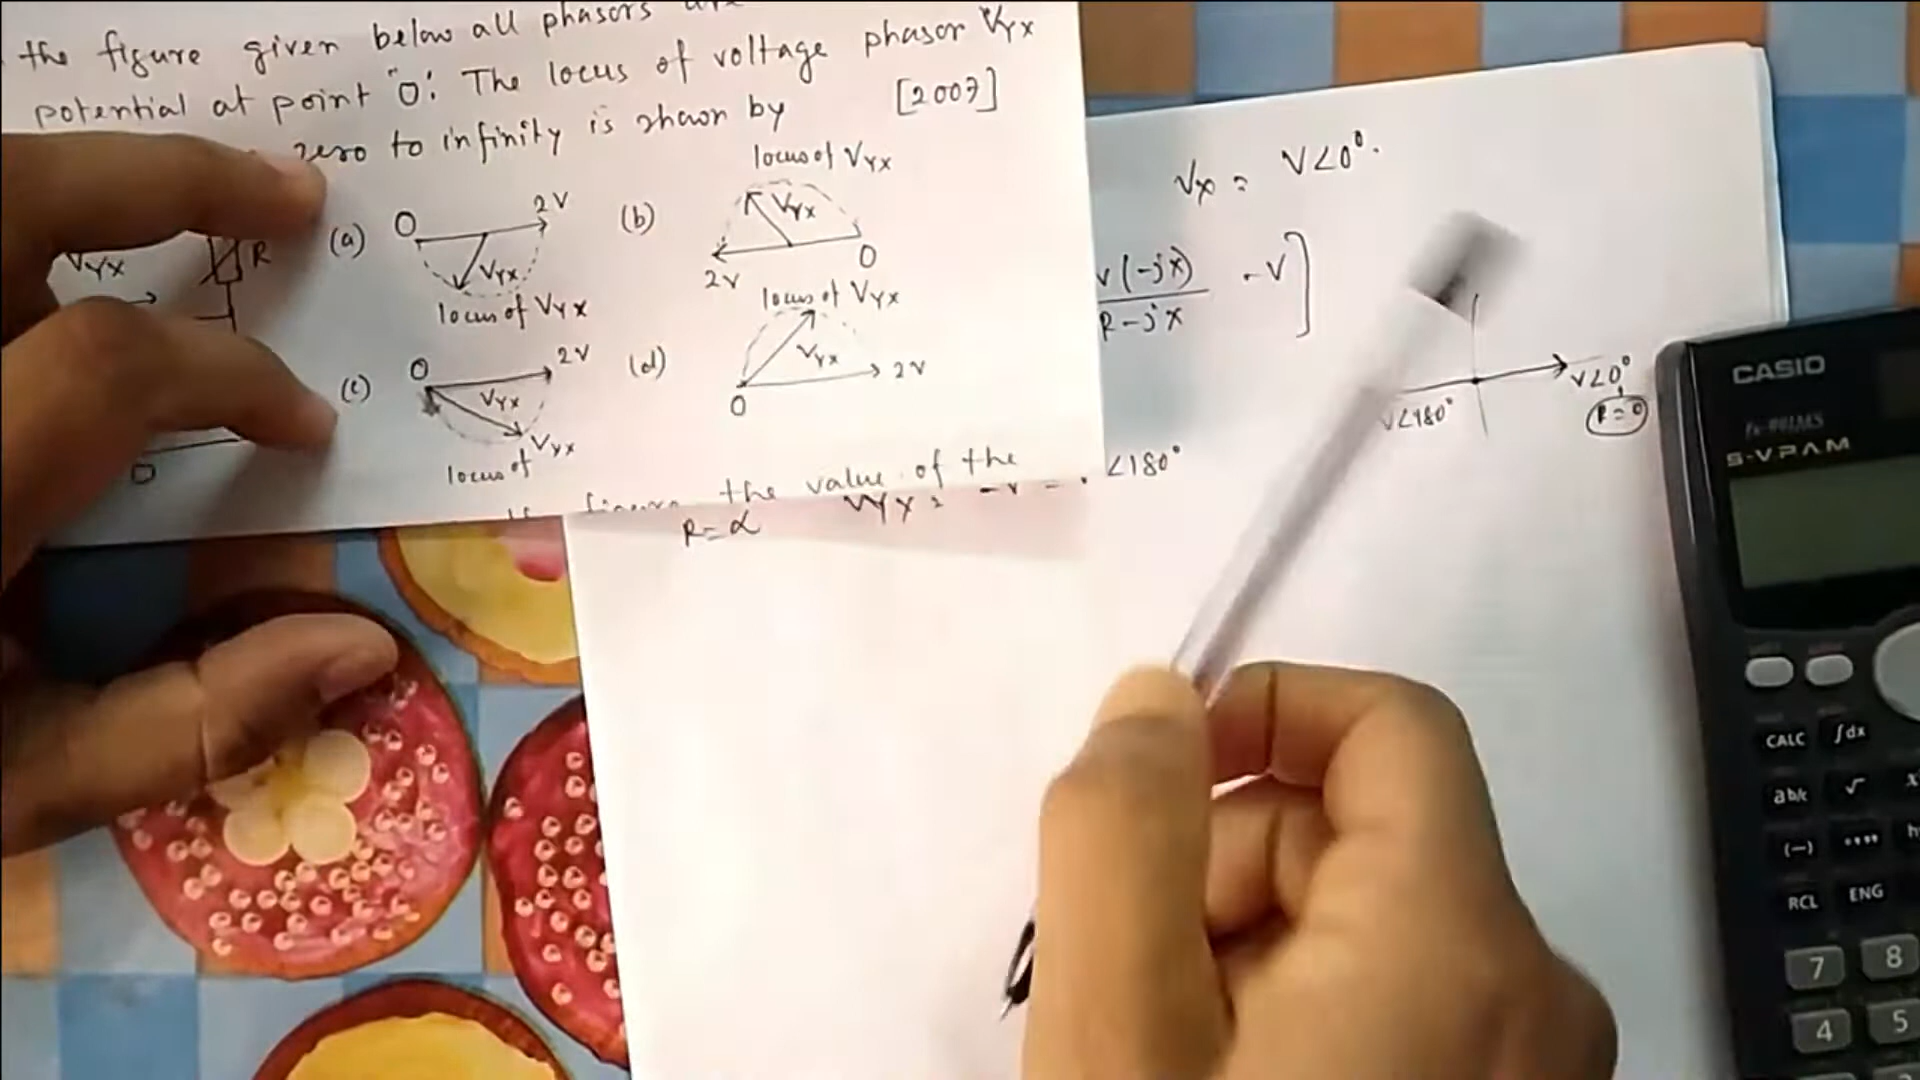 the figure given below all phasors
potential at point "O". The locus of voltage phasor VYX
zero to infinity is shown by [2007]
VYX
R
O
(a)
O
2V
VYX
locus of VYX
(b)
locus of VYX
VYX
2V
O
(c)
O
2V
VYX
VYX
locus of
(d)
locus of VYX
VYX
2V
O
figure the value of the
Vx = V∠0°.
V(-jx)
R-jx
- V
V∠0°
R=0
V∠180°
∠180°
R=α VYX =
CASIO
S-V.P.A.M.
CALC ∫dx
ab/c √
(-)
RCL ENG
7 8
4 5